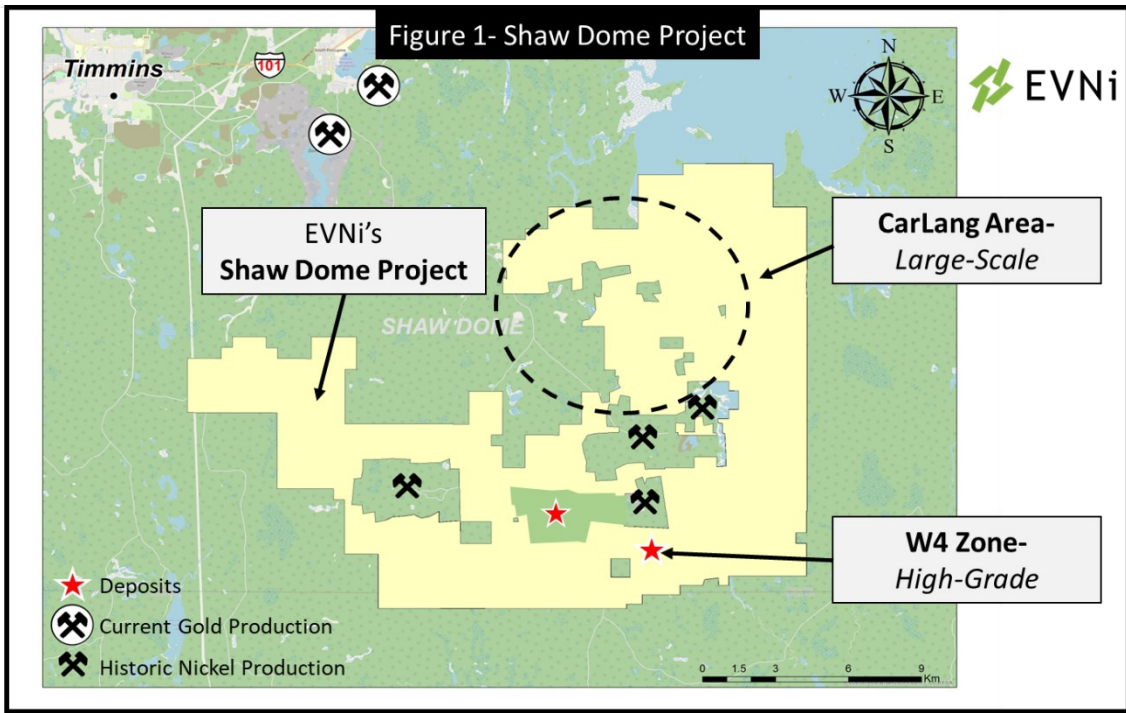 Figure 1- Shaw Dome Project
Timmins
101
N
W
E
S
EVNi
EVNi's
Shaw Dome Project
CarLang Area-
Large-Scale
SHAW DOME
W4 Zone-
High-Grade
Deposits
Current Gold Production
Historic Nickel Production
0 1.5 3 6 9
Km